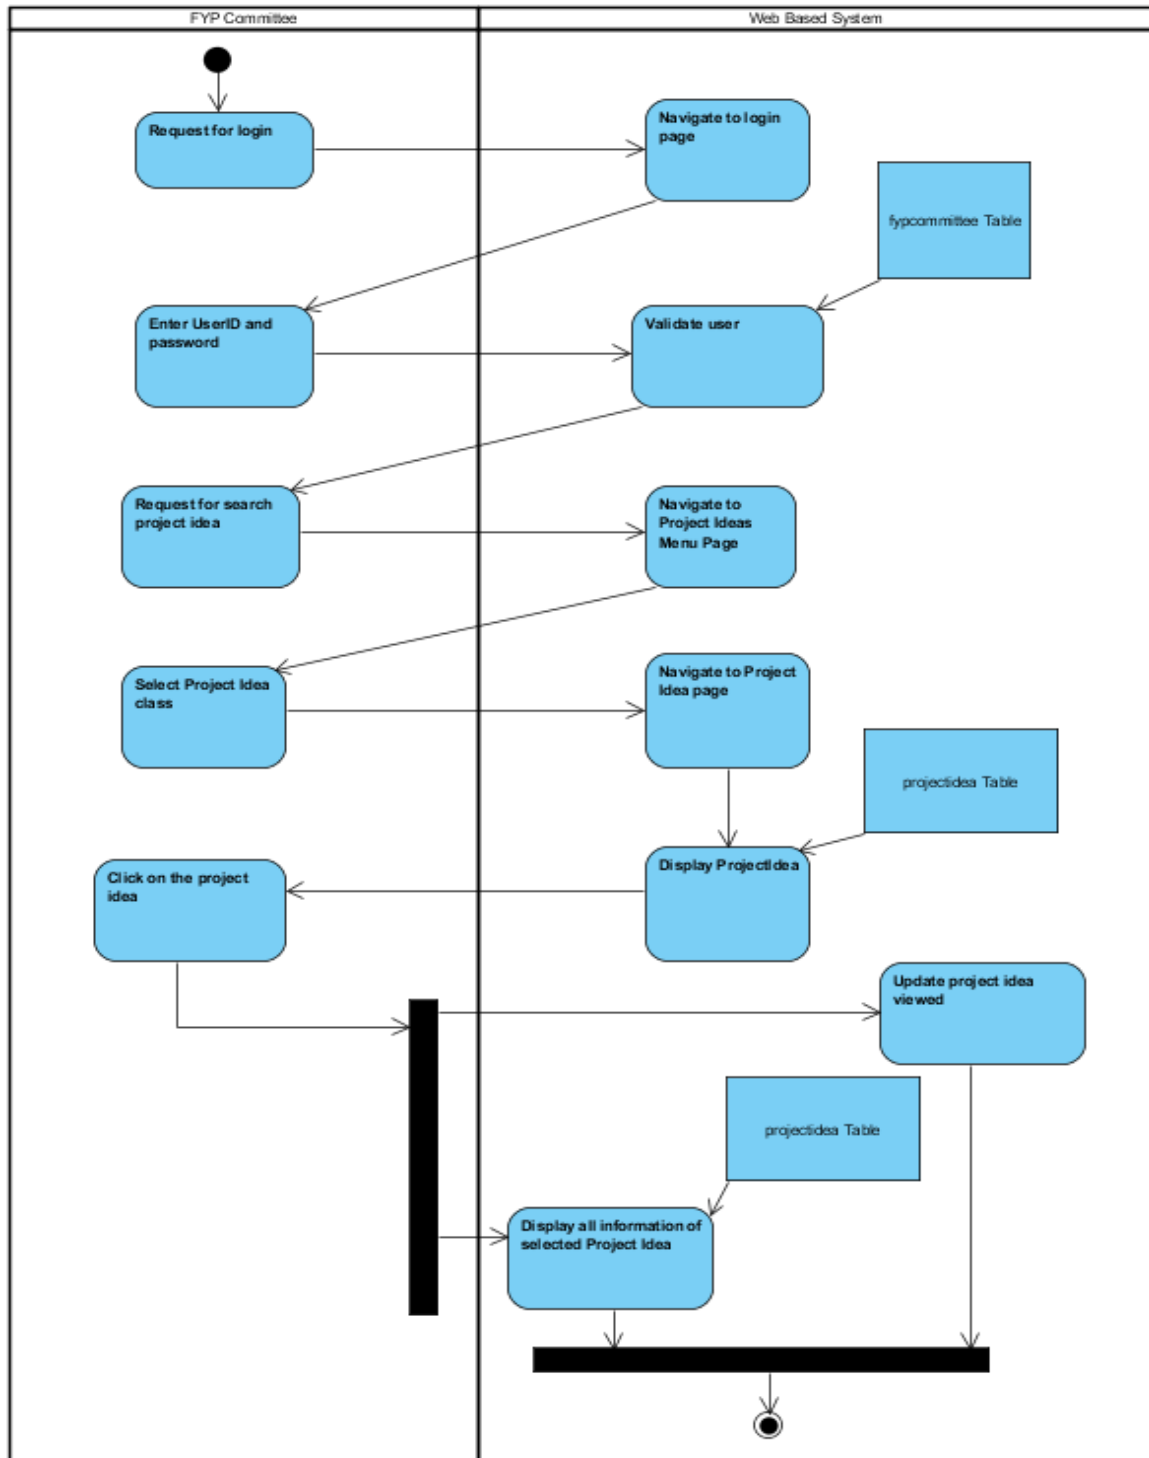 FYP Committee
Web Based System
Request for login
Navigate to login
page
fypcommittee Table
Enter UserID and
password
Validate user
Request for search
project idea
Navigate to
Project Ideas
Menu Page
Select Project Idea
class
Navigate to Project
Idea page
projectidea Table
Click on the project
idea
Display ProjectIdea
Update project idea
viewed
projectidea Table
Display all information of
selected Project Idea